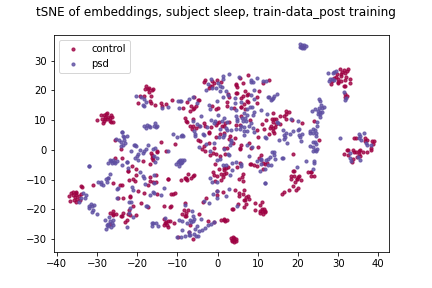 tSNE of embeddings, subject sleep, train-data_post training
control
psd
30
20
10
0
−10
−20
−30
−40 −30 −20 −10 0 10 20 30 40